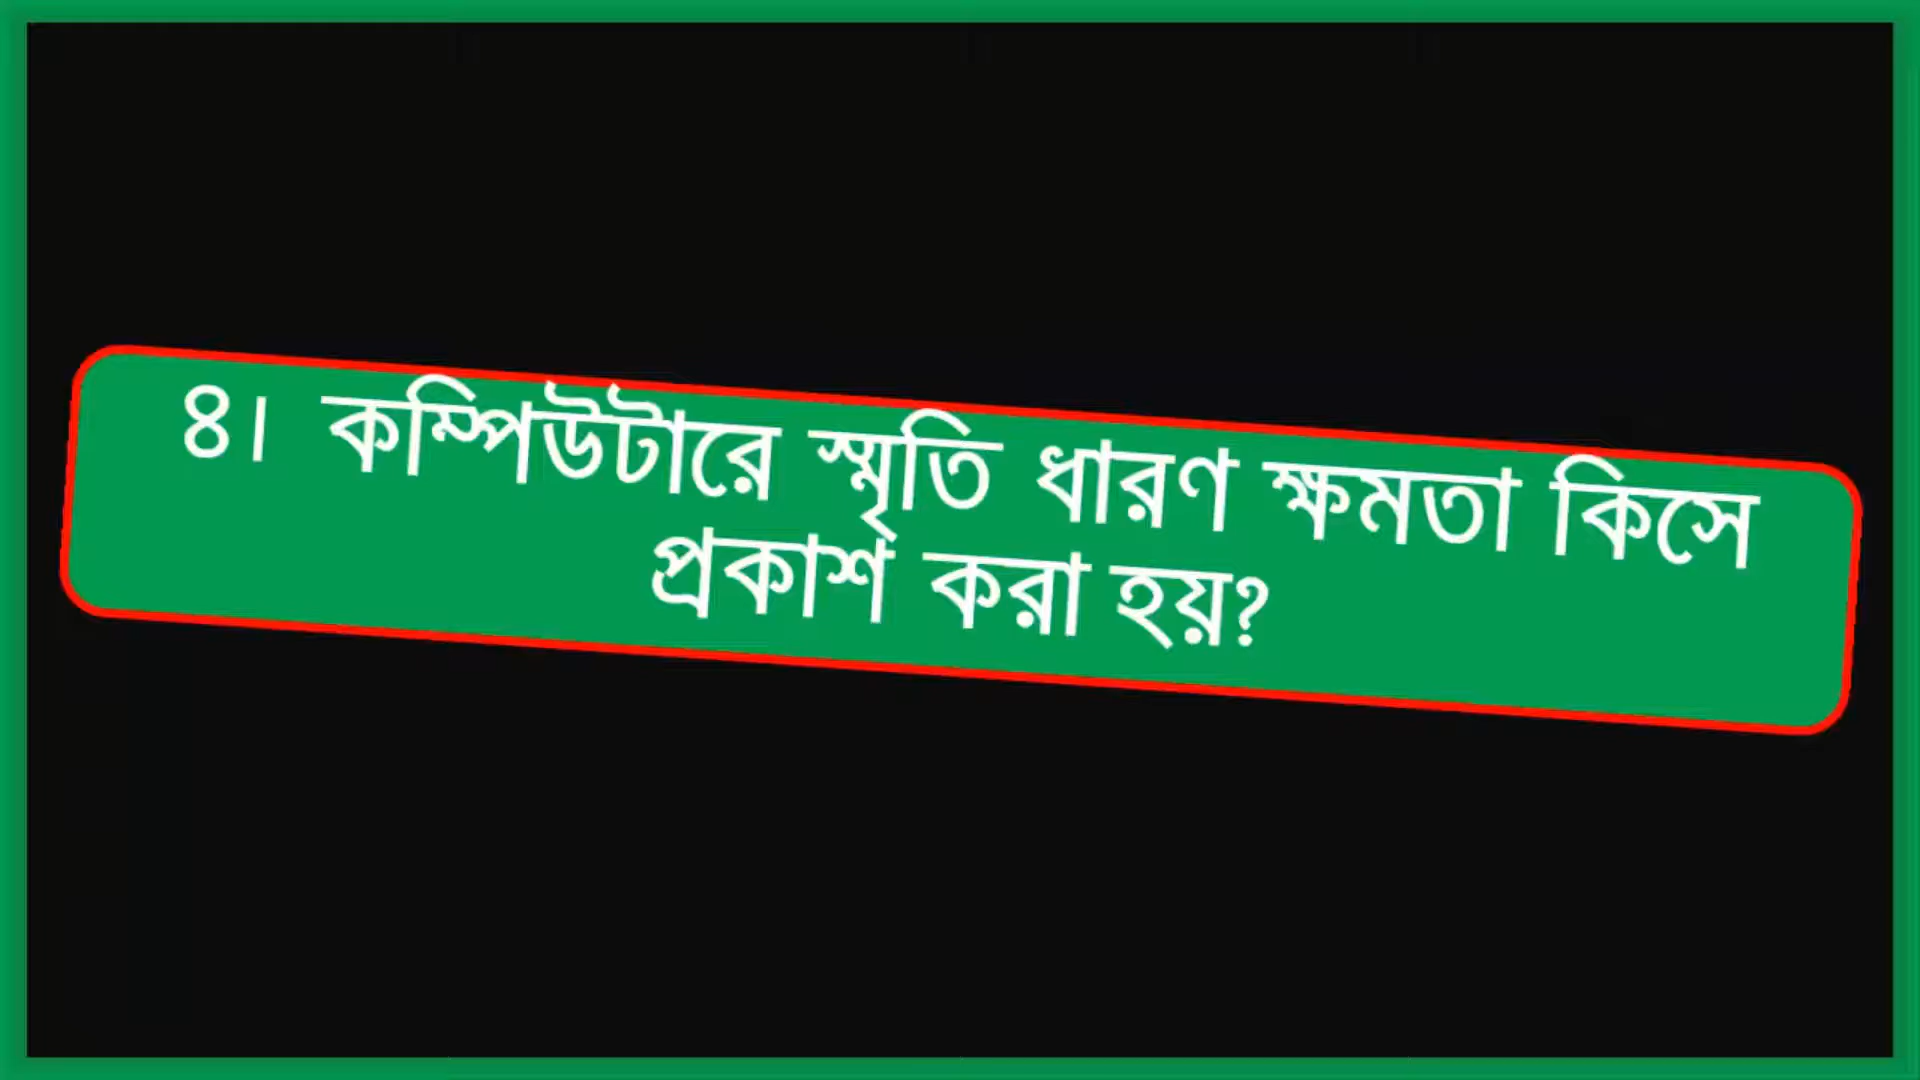 ৪। কম্পিউটারে স্মৃতি ধারণ ক্ষমতা কিসে
প্রকাশ করা হয়?